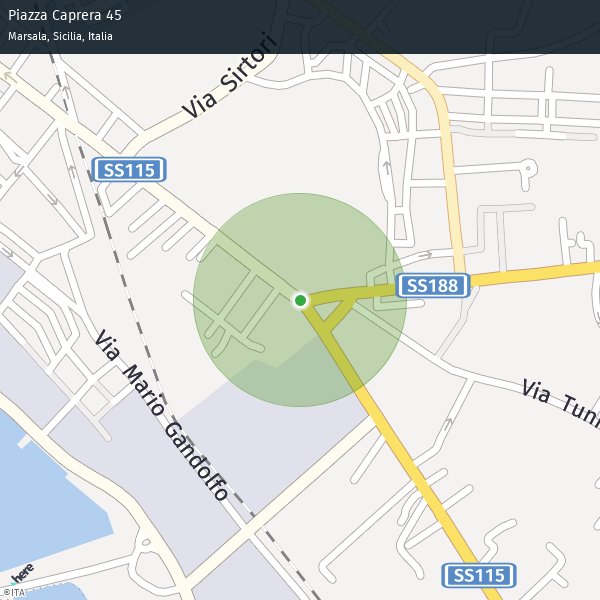 Piazza Caprera 45
Marsala, Sicilia, Italia
Via Sirtori
SS115
SS188
Via Mario Gandolfo
Via Tuni
SS115
here
©ITA